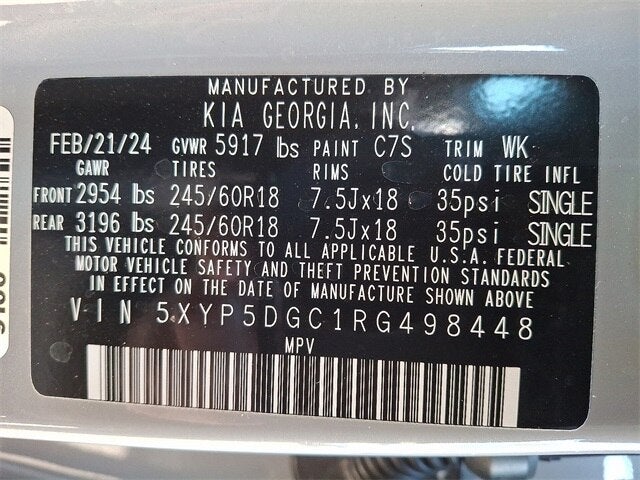 MANUFACTURED BY
KIA GEORGIA, INC.
FEB/21/24 GVWR 5917 lbs PAINT C7S TRIM WK
GAWR TIRES RIMS COLD TIRE INFL
FRONT 2954 lbs 245/60R18 7.5Jx18 35psi SINGLE
REAR 3196 lbs 245/60R18 7.5Jx18 35psi SINGLE
THIS VEHICLE CONFORMS TO ALL APPLICABLE U.S.A. FEDERAL
MOTOR VEHICLE SAFETY AND THEFT PREVENTION STANDARDS
IN EFFECT ON THE DATE OF MANUFACTURE SHOWN ABOVE
VIN 5XYP5DGC1RG498448
MPV